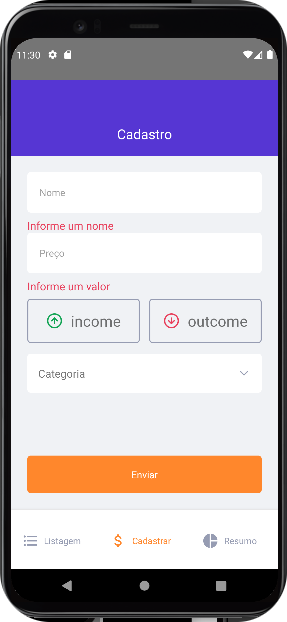 11:30
Cadastro
Nome
Informe um nome
Preço
Informe um valor
income
outcome
Categoria
Enviar
Listagem
Cadastrar
Resumo